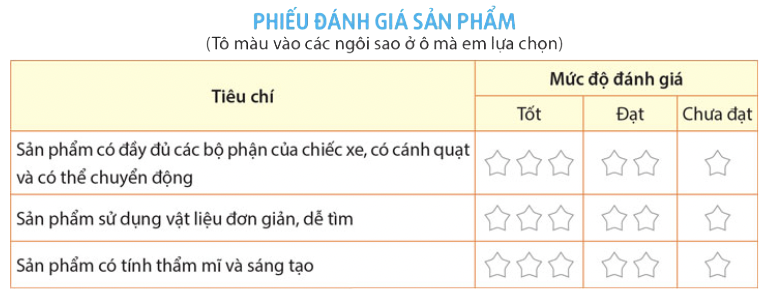 PHIẾU ĐÁNH GIÁ SẢN PHẨM
(Tô màu vào các ngôi sao ở ô mà em lựa chọn)
Tiêu chí
Mức độ đánh giá
Tốt
Đạt
Chưa đạt
Sản phẩm có đầy đủ các bộ phận của chiếc xe, có cánh quạt
và có thể chuyển động
Sản phẩm sử dụng vật liệu đơn giản, dễ tìm
Sản phẩm có tính thẩm mĩ và sáng tạo